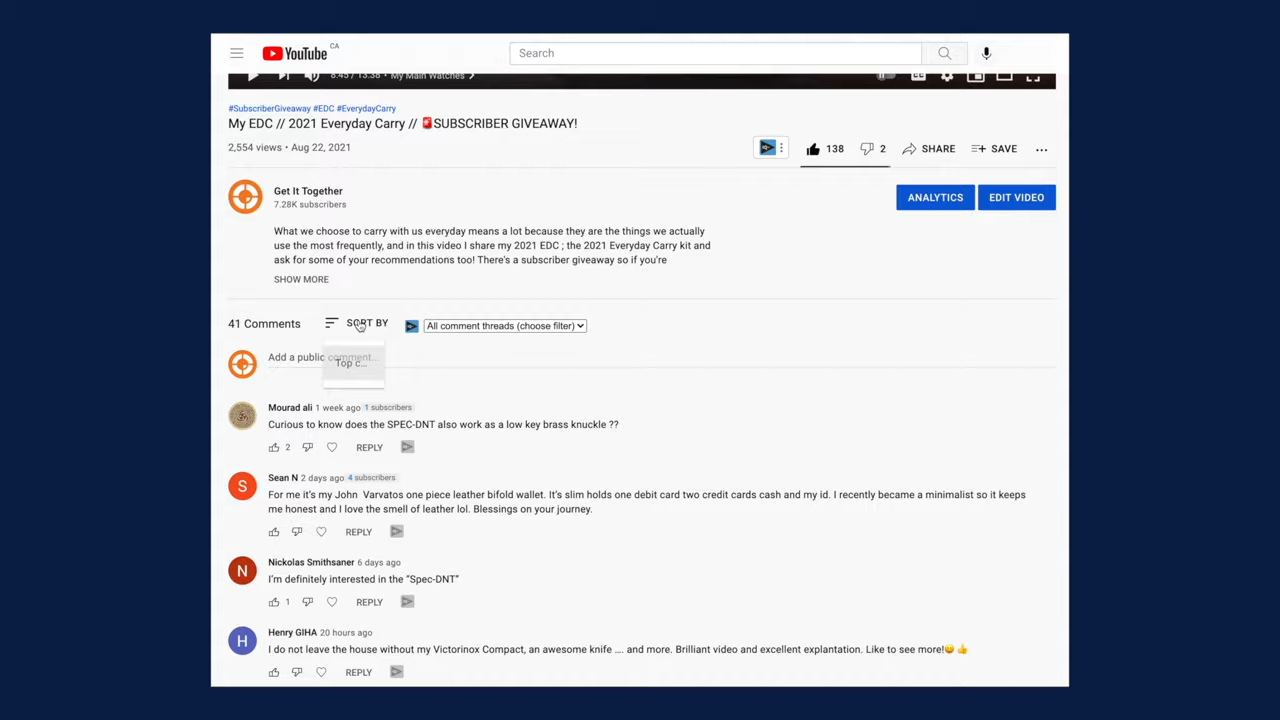 YouTube CA
Search
8:45 / 13:38 • My Main Watches
#SubscriberGiveaway #EDC #EverydayCarry
My EDC // 2021 Everyday Carry // 🚨SUBSCRIBER GIVEAWAY!
2,554 views • Aug 22, 2021
138 2 SHARE SAVE
Get It Together
7.28K subscribers
ANALYTICS EDIT VIDEO
What we choose to carry with us everyday means a lot because they are the things we actually
use the most frequently, and in this video I share my 2021 EDC ; the 2021 Everyday Carry kit and
ask for some of your recommendations too! There's a subscriber giveaway so if you're
SHOW MORE
41 Comments SORT BY All comment threads (choose filter)
Add a public comment...
Top c...
Mourad ali 1 week ago 1 subscribers
Curious to know does the SPEC-DNT also work as a low key brass knuckle ??
2 REPLY
Sean N 2 days ago 4 subscribers
For me it's my John Varvatos one piece leather bifold wallet. It's slim holds one debit card two credit cards cash and my id. I recently became a minimalist so it keeps
me honest and I love the smell of leather lol. Blessings on your journey.
REPLY
Nickolas Smithsaner 6 days ago
I'm definitely interested in the “Spec-DNT”
1 REPLY
Henry GIHA 20 hours ago
I do not leave the house without my Victorinox Compact, an awesome knife .... and more. Brilliant video and excellent explantation. Like to see more!😀👍
REPLY
S
N
H